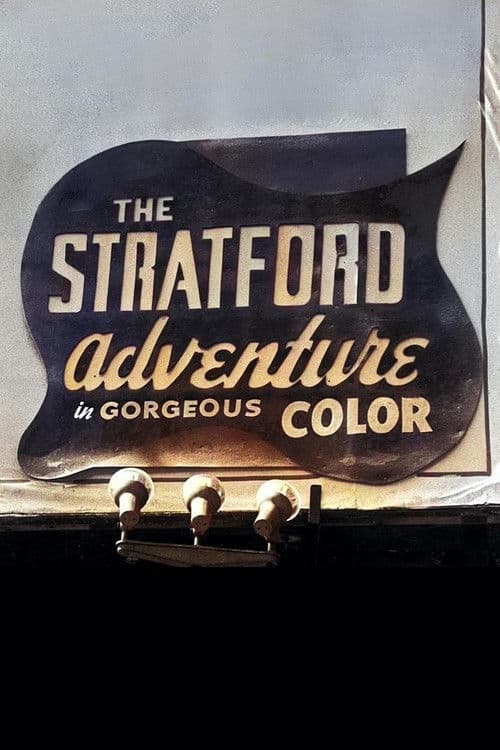 THE
STRATFORD
adventure
in GORGEOUS COLOR